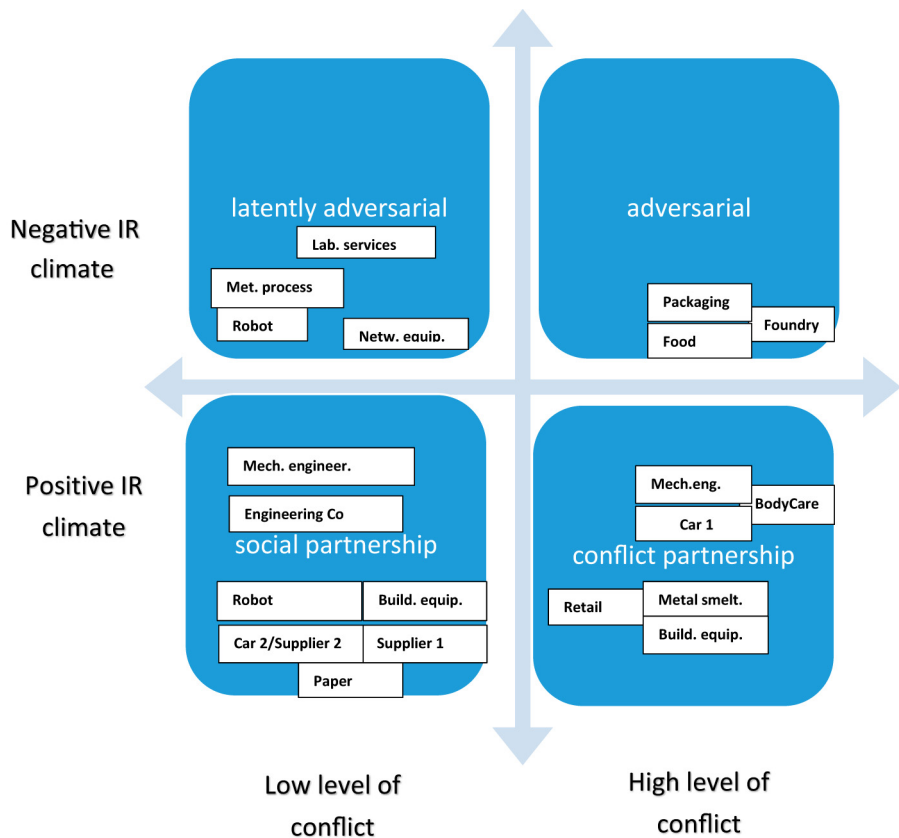 latently adversarial
adversarial
Negative IR
climate
Lab. services
Met. process
Robot
Netw. equip.
Packaging
Foundry
Food
Mech. engineer.
Engineering Co
social partnership
Positive IR
climate
Robot
Build. equip.
Car 2/Supplier 2
Supplier 1
Paper
Mech.eng.
BodyCare
Car 1
conflict partnership
Retail
Metal smelt.
Build. equip.
Low level of
conflict
High level of
conflict